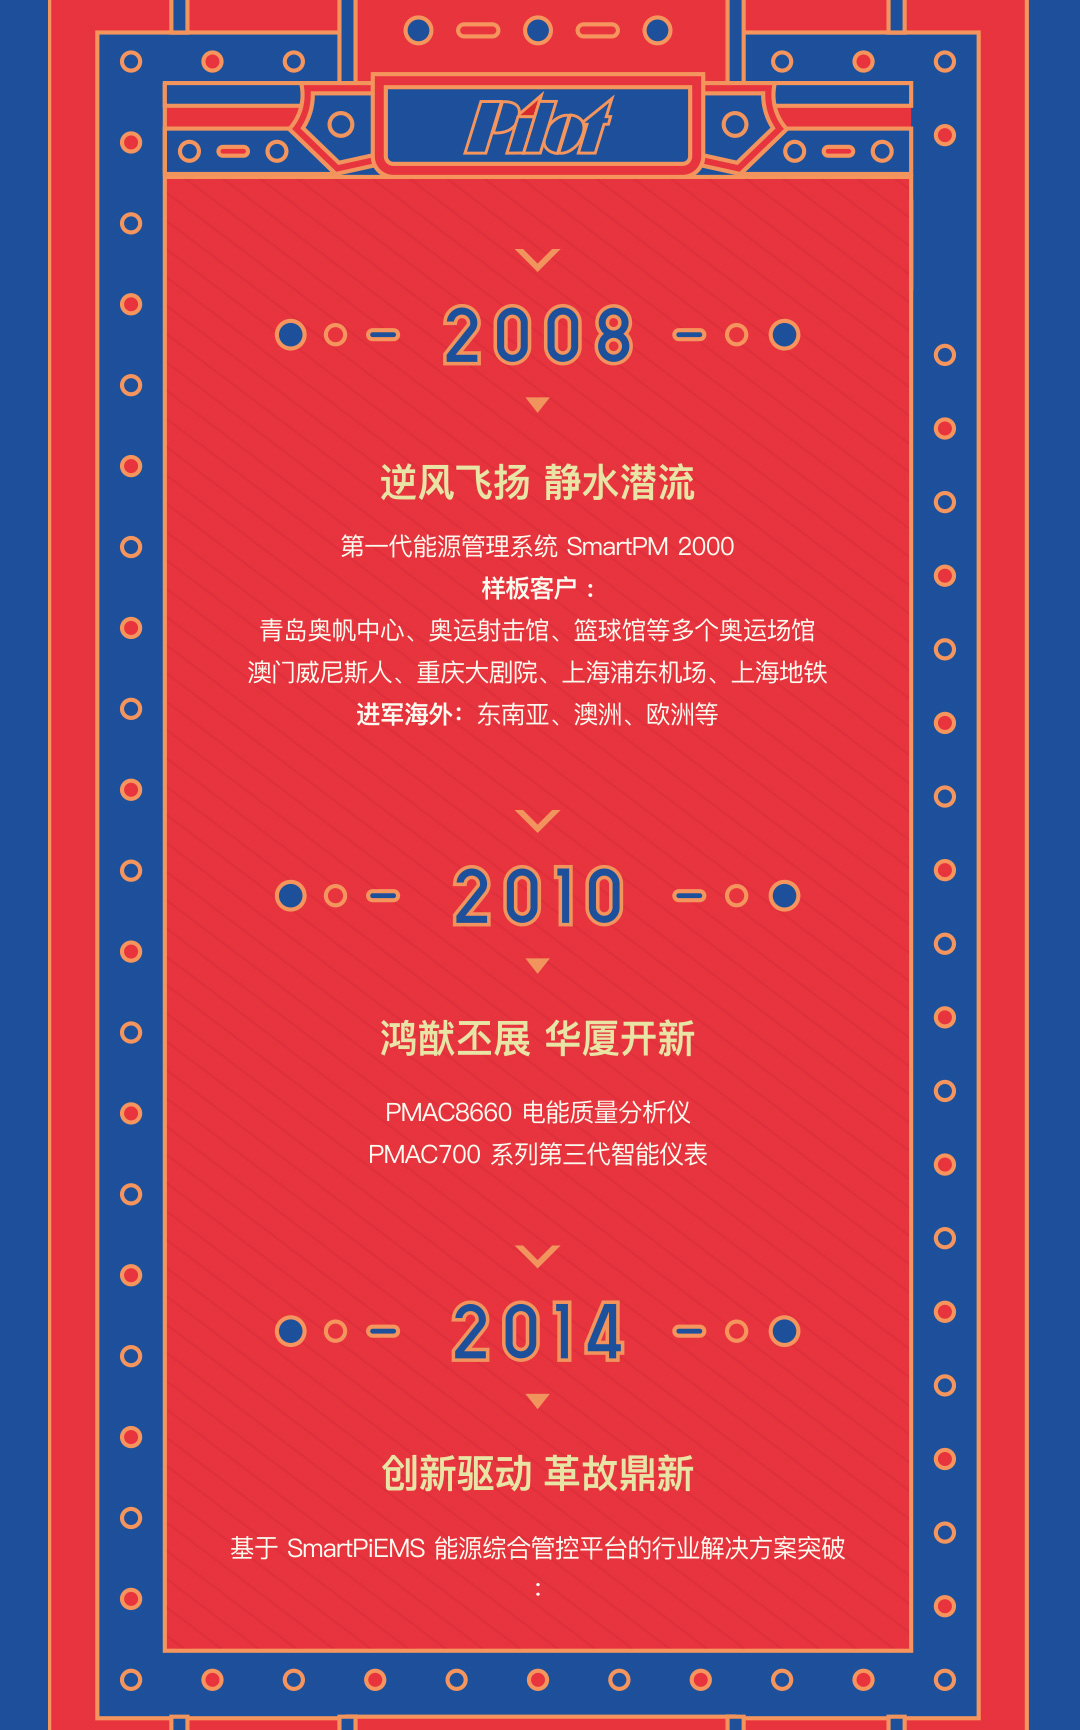 Pilot
2008
逆风飞扬 静水潜流
第一代能源管理系统 SmartPM 2000
样板客户：
青岛奥帆中心、奥运射击馆、篮球馆等多个奥运场馆
澳门威尼斯人、重庆大剧院、上海浦东机场、上海地铁
进军海外：东南亚、澳洲、欧洲等
2010
鸿猷丕展 华厦开新
PMAC8660 电能质量分析仪
PMAC700 系列第三代智能仪表
2014
创新驱动 革故鼎新
基于 SmartPiEMS 能源综合管控平台的行业解决方案突破
：